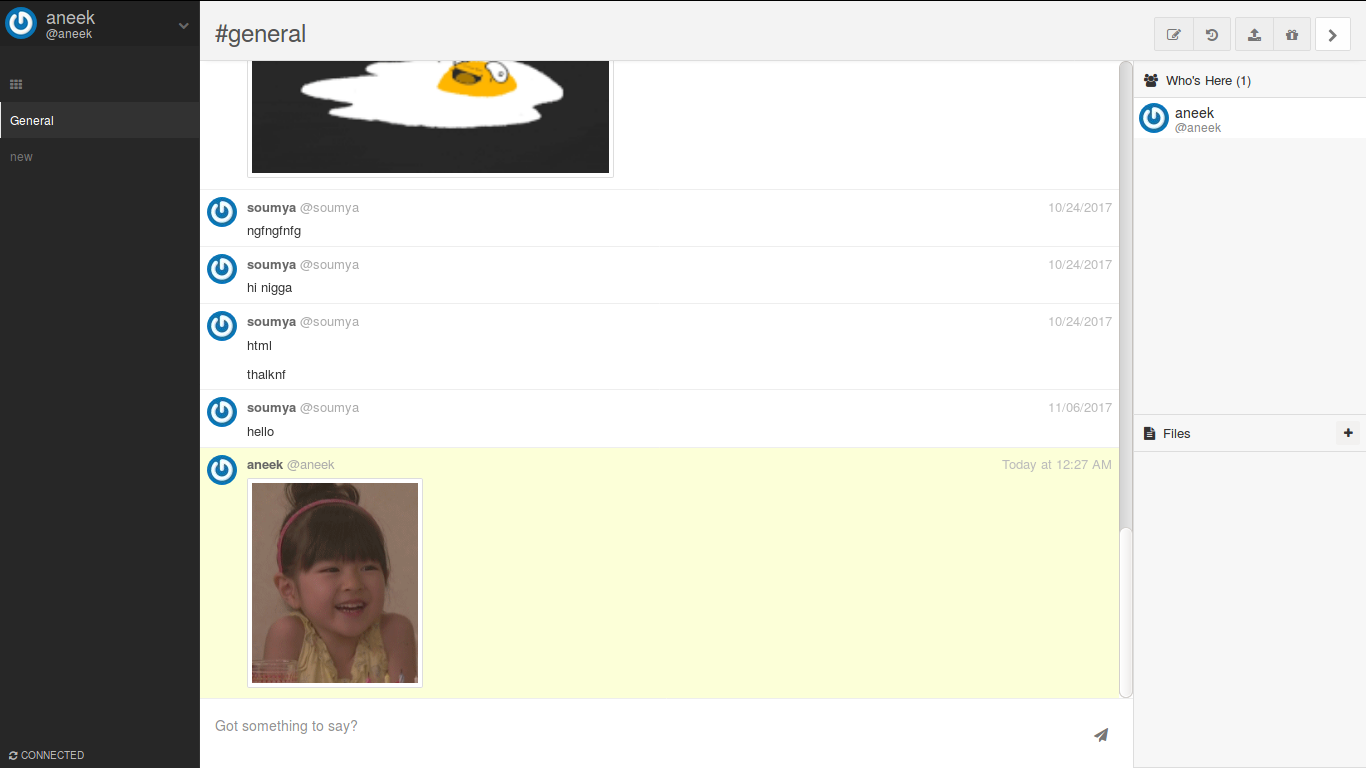 aneek
@aneek
General
new
CONNECTED
#general
soumya @soumya 10/24/2017
ngfngfnfg
soumya @soumya 10/24/2017
hi nigga
soumya @soumya 10/24/2017
html
thalknf
soumya @soumya 11/06/2017
hello
aneek @aneek Today at 12:27 AM
Got something to say?
Who's Here (1)
aneek
@aneek
Files